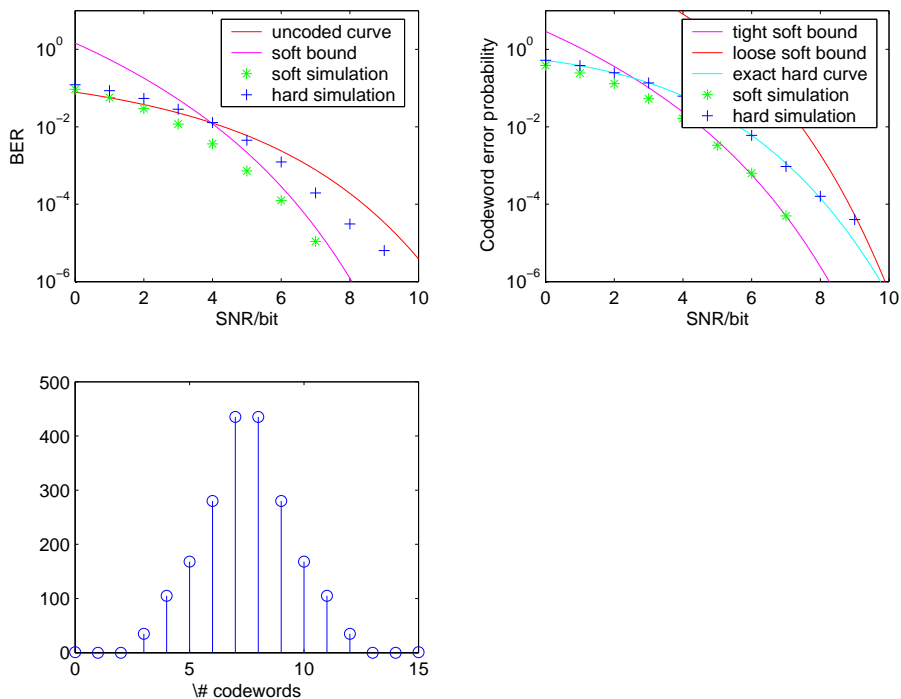 uncoded curve
soft bound
soft simulation
hard simulation
10^0
10^-2
10^-4
10^-6
BER
0 2 4 6 8 10
SNR/bit
tight soft bound
loose soft bound
exact hard curve
soft simulation
hard simulation
10^0
10^-2
10^-4
10^-6
Codeword error probability
0 2 4 6 8 10
SNR/bit
500
400
300
200
100
0
0 5 10 15
\# codewords